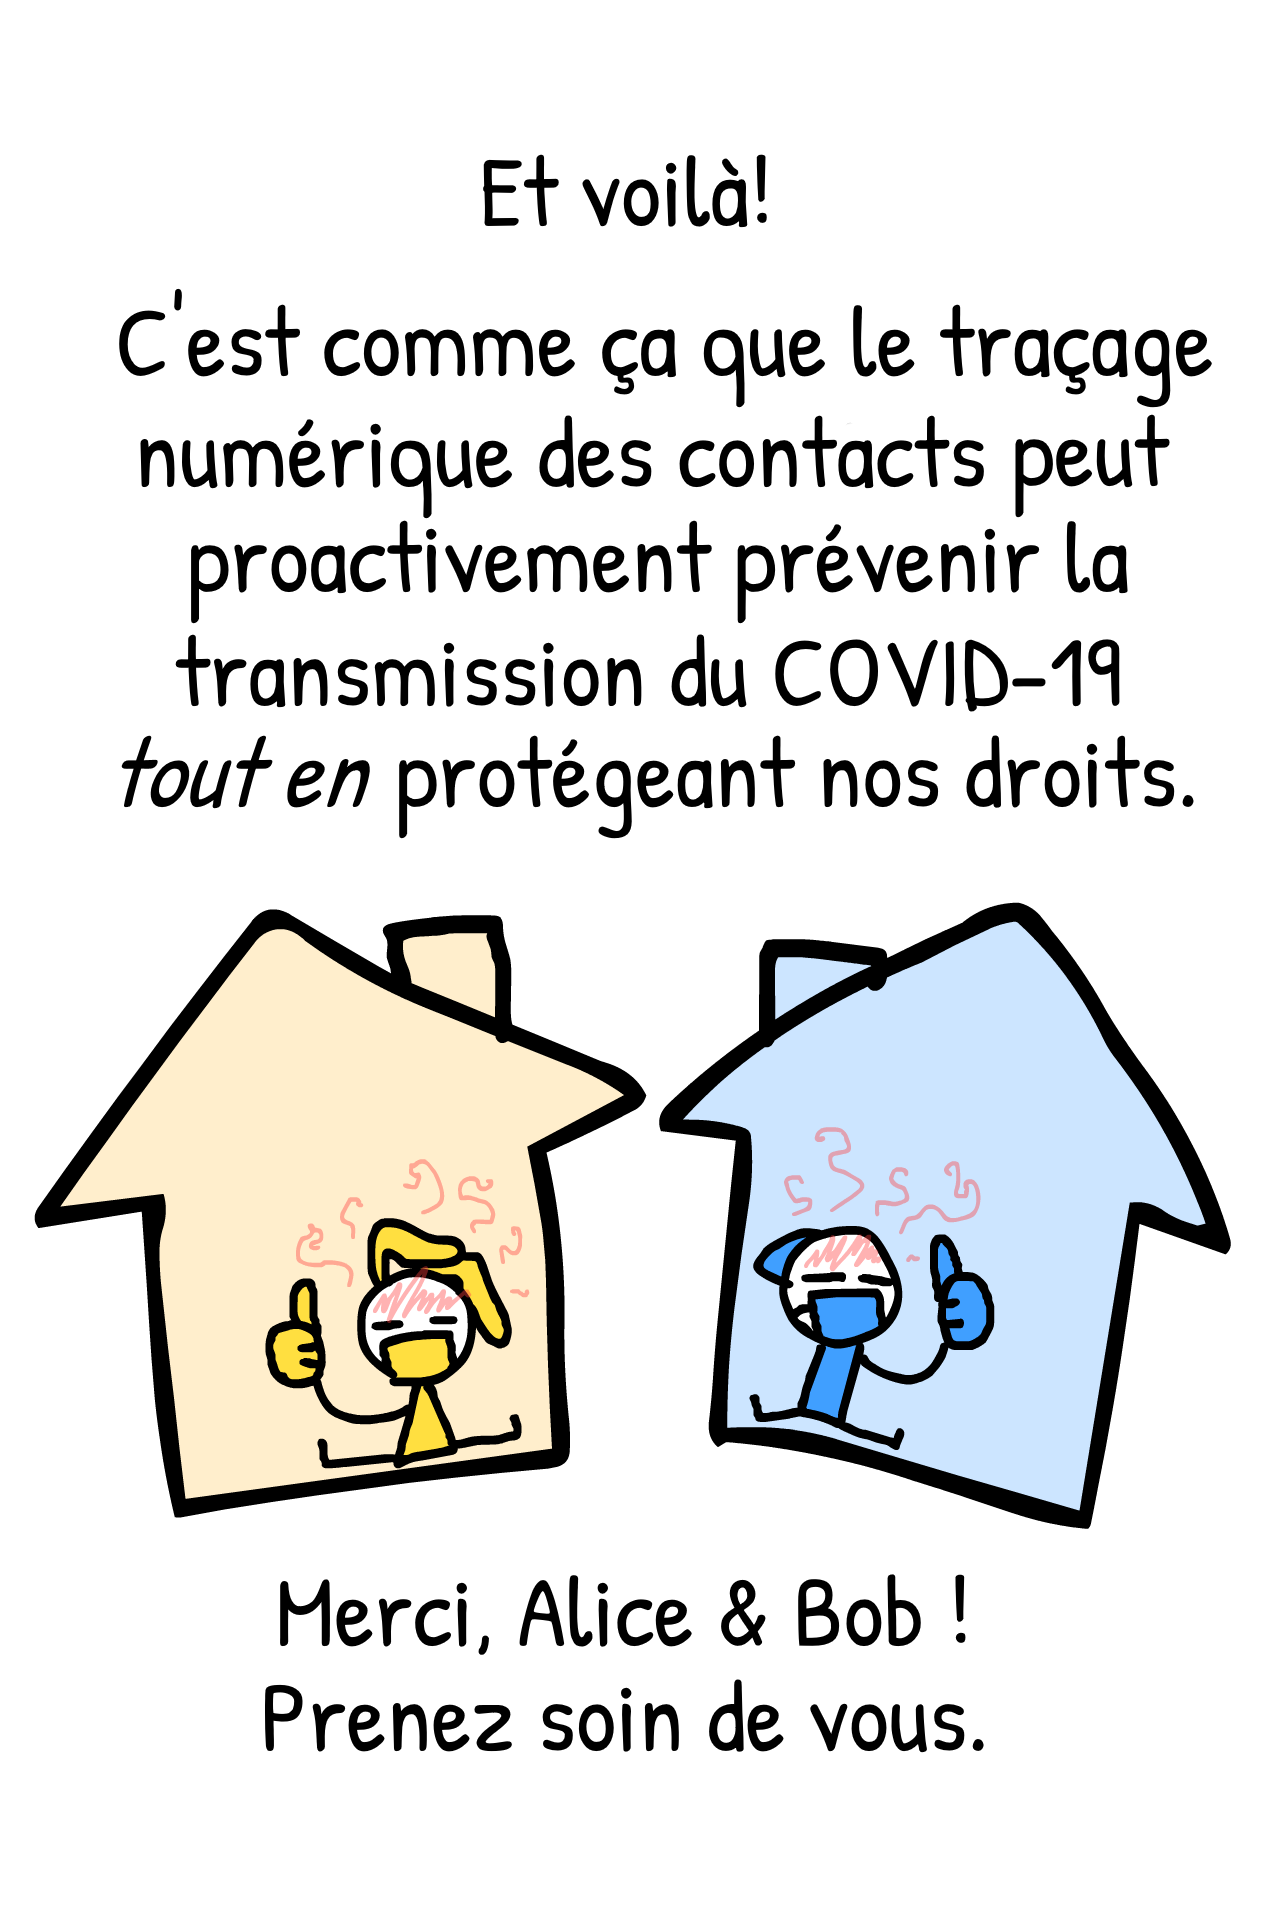 Et voilà!
C'est comme ça que le traçage
numérique des contacts peut
proactivement prévenir la
transmission du COVID-19
tout en protégeant nos droits.
Merci, Alice & Bob !
Prenez soin de vous.